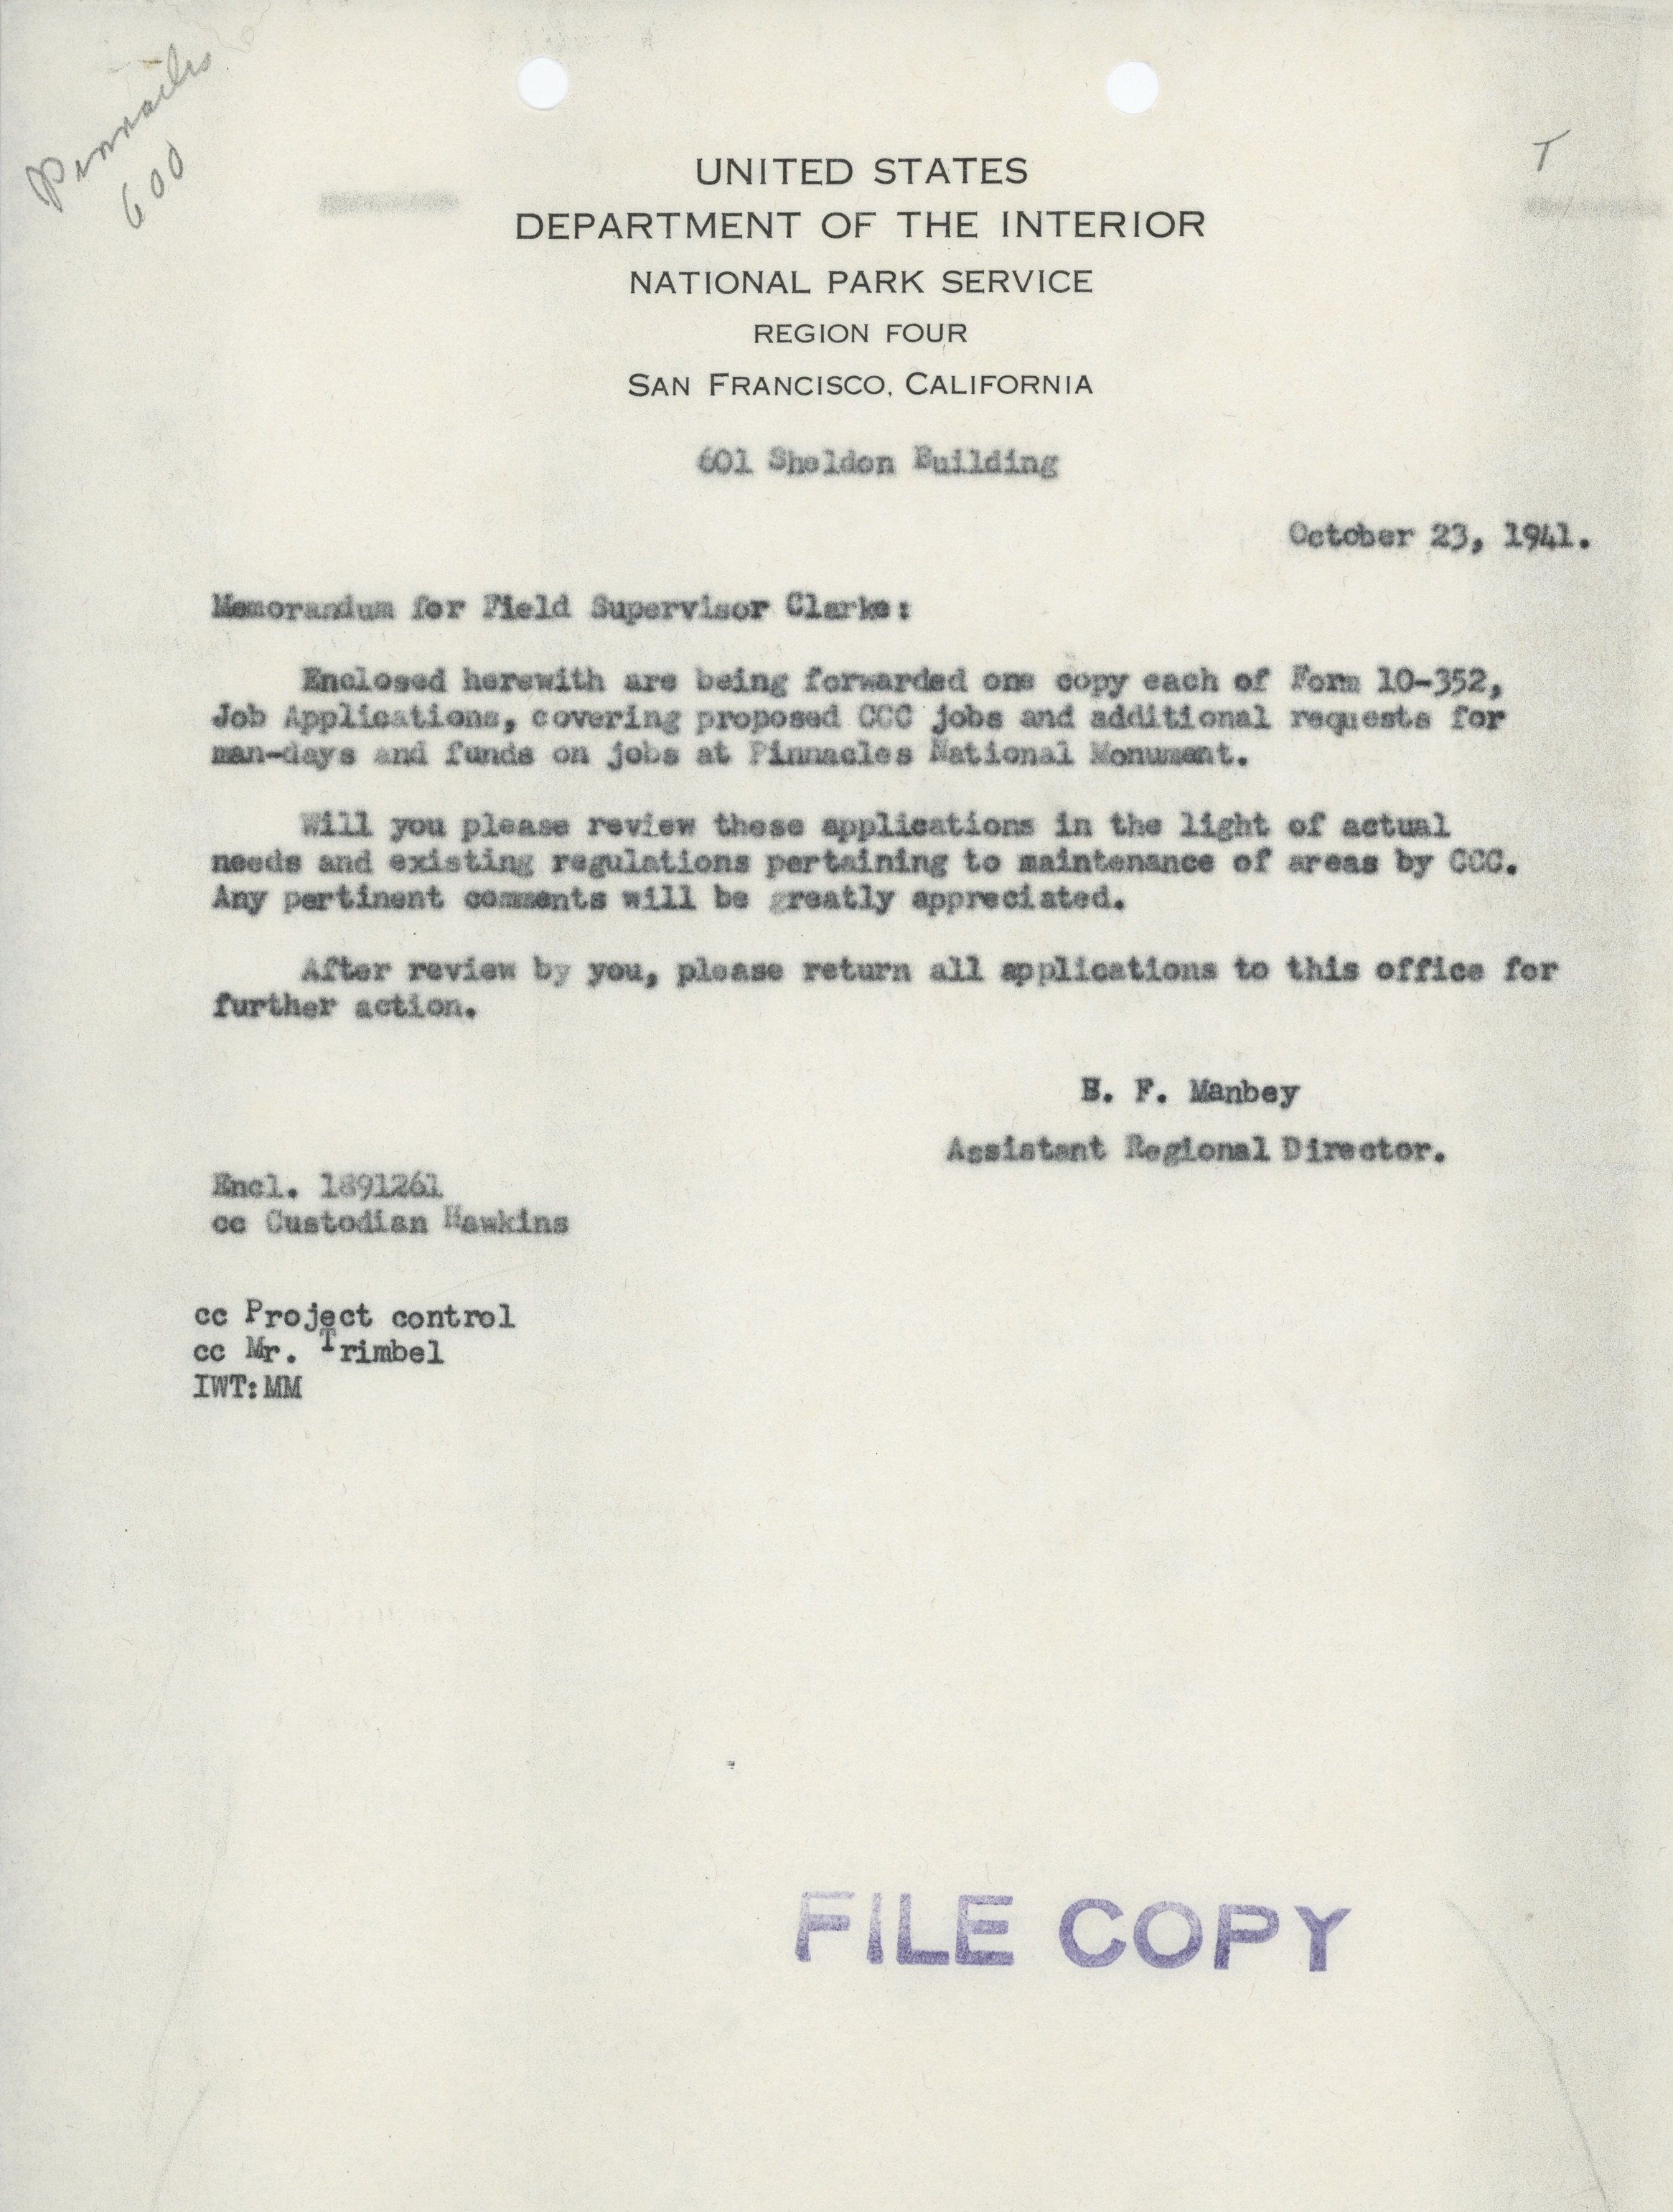 Pinnacles
600
T
UNITED STATES
DEPARTMENT OF THE INTERIOR
NATIONAL PARK SERVICE
REGION FOUR
SAN FRANCISCO, CALIFORNIA
601 Sheldon Building
October 23, 1941.
Memorandum for Field Supervisor Clarke:
Enclosed herewith are being forwarded one copy each of Form 10-352,
Job Applications, covering proposed CCC jobs and additional requests for
man-days and funds on jobs at Pinnacles National Monument.
Will you please review these applications in the light of actual
needs and existing regulations pertaining to maintenance of areas by CCC.
Any pertinent comments will be greatly appreciated.
After review by you, please return all applications to this office for
further action.
B. F. Manbey
Assistant Regional Director.
Encl. 1891261
cc Custodian Hawkins
cc Project control
cc Mr. Trimbel
IWT:MM
FILE COPY